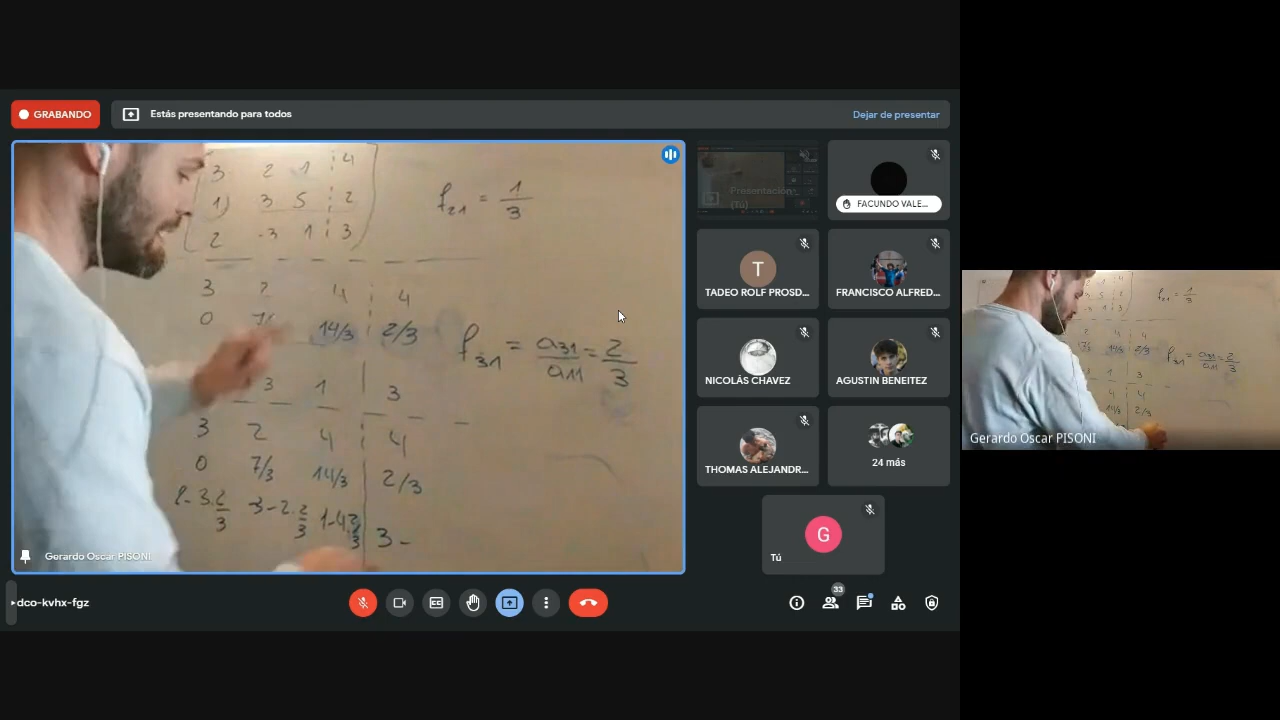 GRABANDO
Estás presentando para todos
Dejar de presentar
3 2 1 4
1) 3 5 2
2 -3 1 3
f21 = 1/3
3 2 4 4
0 14/3 2/3
f31 = a31/a11 = 2/3
3 1 3
3 2 4 4
0 7/3 14/3 2/3
2-3.2/3 3-2.2/3 1-4.2/3 3-
Gerardo Oscar PISONI
Presentación
(Tú)
FACUNDO VALE...
T
TADEO ROLF PROSD...
FRANCISCO ALFRED...
NICOLÁS CHAVEZ
AGUSTIN BENEITEZ
THOMAS ALEJANDR...
24 más
G
Tú
dco-kvhx-fgz
33
Gerardo Oscar PISONI